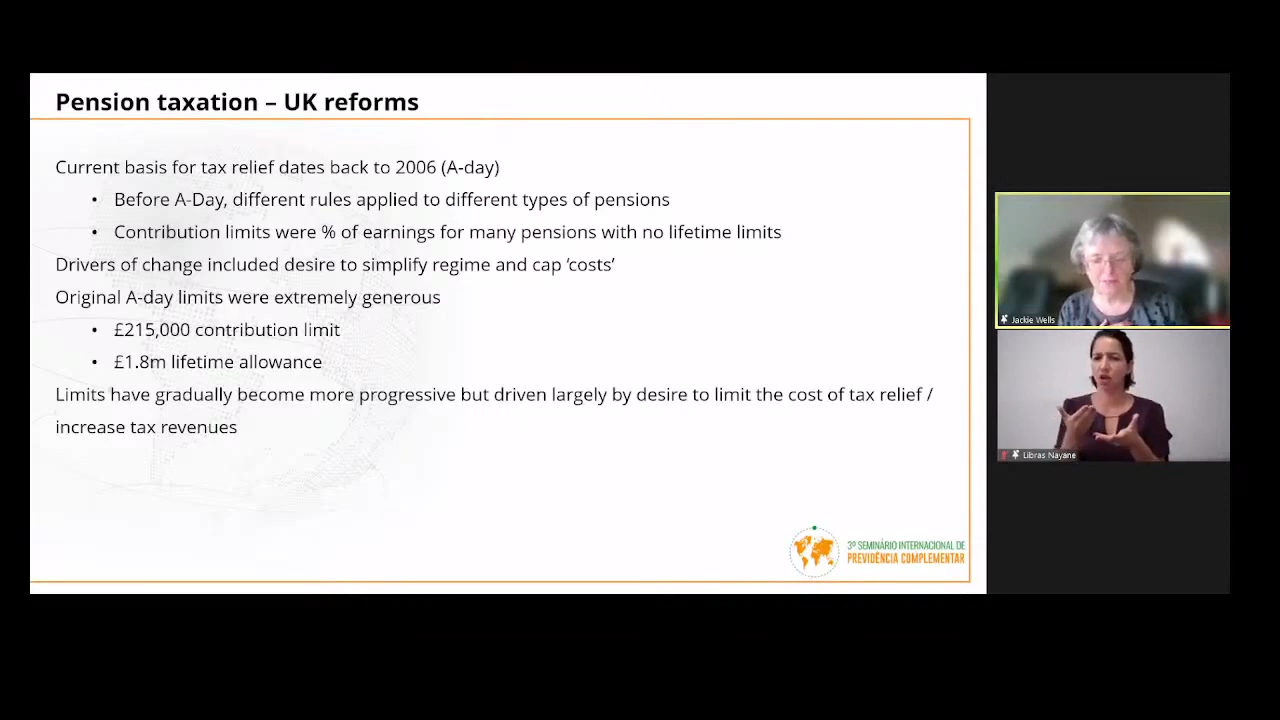 Pension taxation – UK reforms
Current basis for tax relief dates back to 2006 (A-day)
• Before A-Day, different rules applied to different types of pensions
• Contribution limits were % of earnings for many pensions with no lifetime limits
Drivers of change included desire to simplify regime and cap ‘costs’
Original A-day limits were extremely generous
• £215,000 contribution limit
• £1.8m lifetime allowance
Limits have gradually become more progressive but driven largely by desire to limit the cost of tax relief /
increase tax revenues
3º SEMINÁRIO INTERNACIONAL DE
PREVIDÊNCIA COMPLEMENTAR
Jackie Wells
Libras Nayane